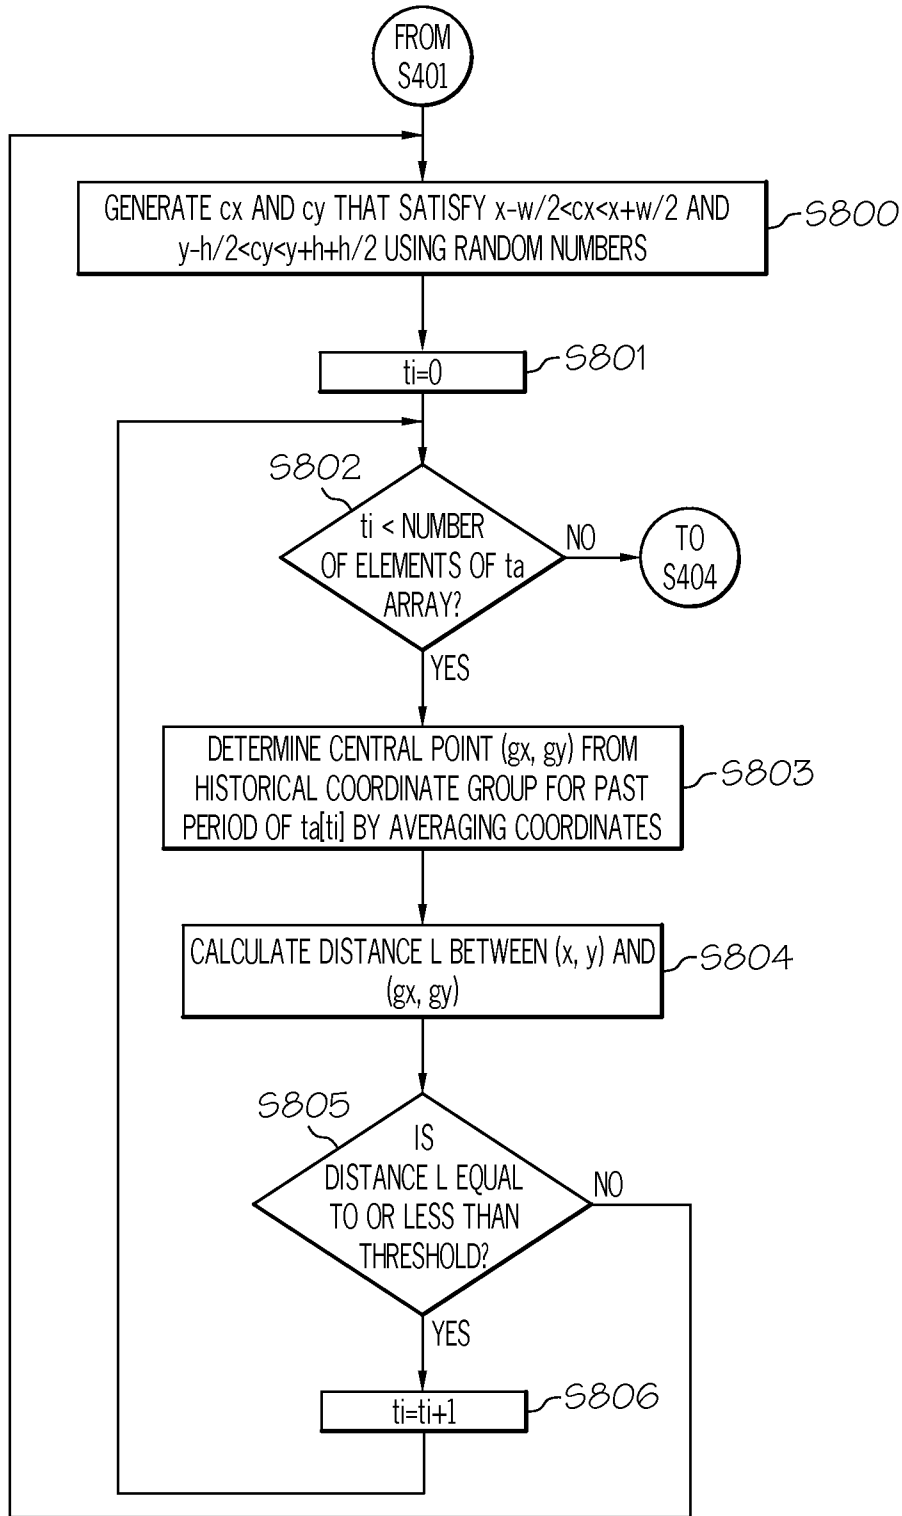 FROM
S401
GENERATE cx AND cy THAT SATISFY x-w/2<cx<x+w/2 AND
y-h/2<cy<y+h+h/2 USING RANDOM NUMBERS
S800
ti=0
S801
S802
ti < NUMBER
OF ELEMENTS OF ta
ARRAY?
NO
TO
S404
YES
DETERMINE CENTRAL POINT (gx, gy) FROM
HISTORICAL COORDINATE GROUP FOR PAST
PERIOD OF ta[ti] BY AVERAGING COORDINATES
S803
CALCULATE DISTANCE L BETWEEN (x, y) AND
(gx, gy)
S804
S805
IS
DISTANCE L EQUAL
TO OR LESS THAN
THRESHOLD?
NO
YES
ti=ti+1
S806